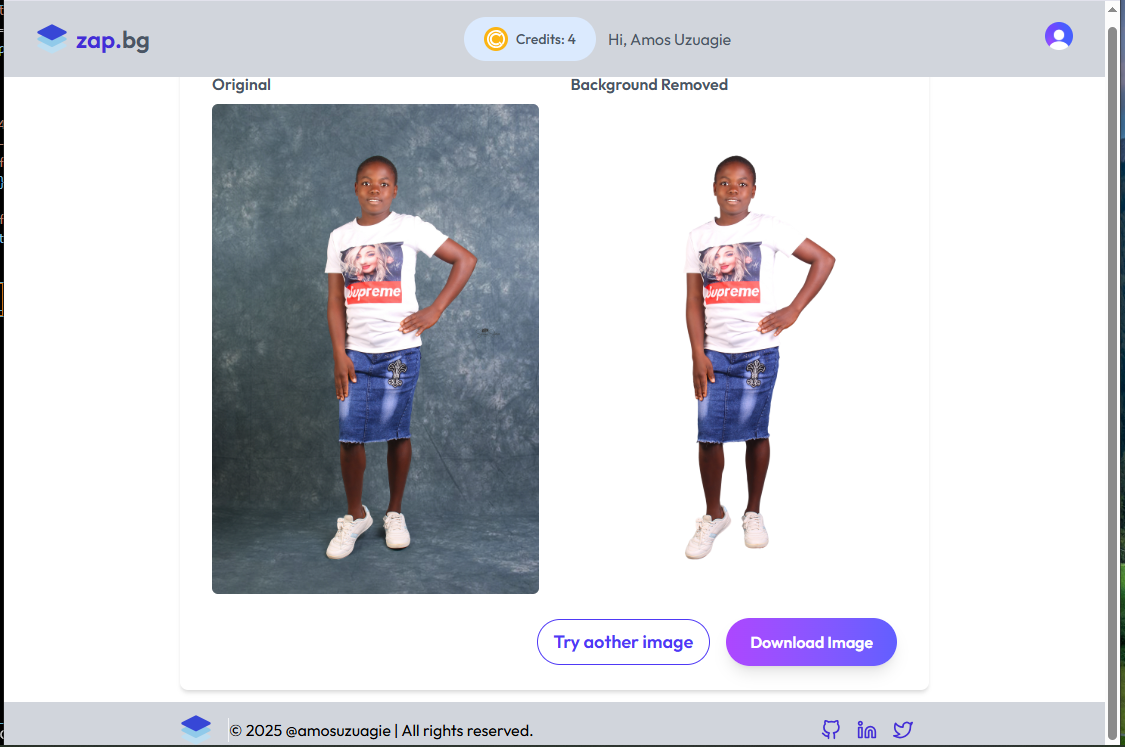 zap.bg
Credits: 4
Hi, Amos Uzuagie
Original
Background Removed
Supreme
Supreme
Try aother image
Download Image
© 2025 @amosuzuagie | All rights reserved.